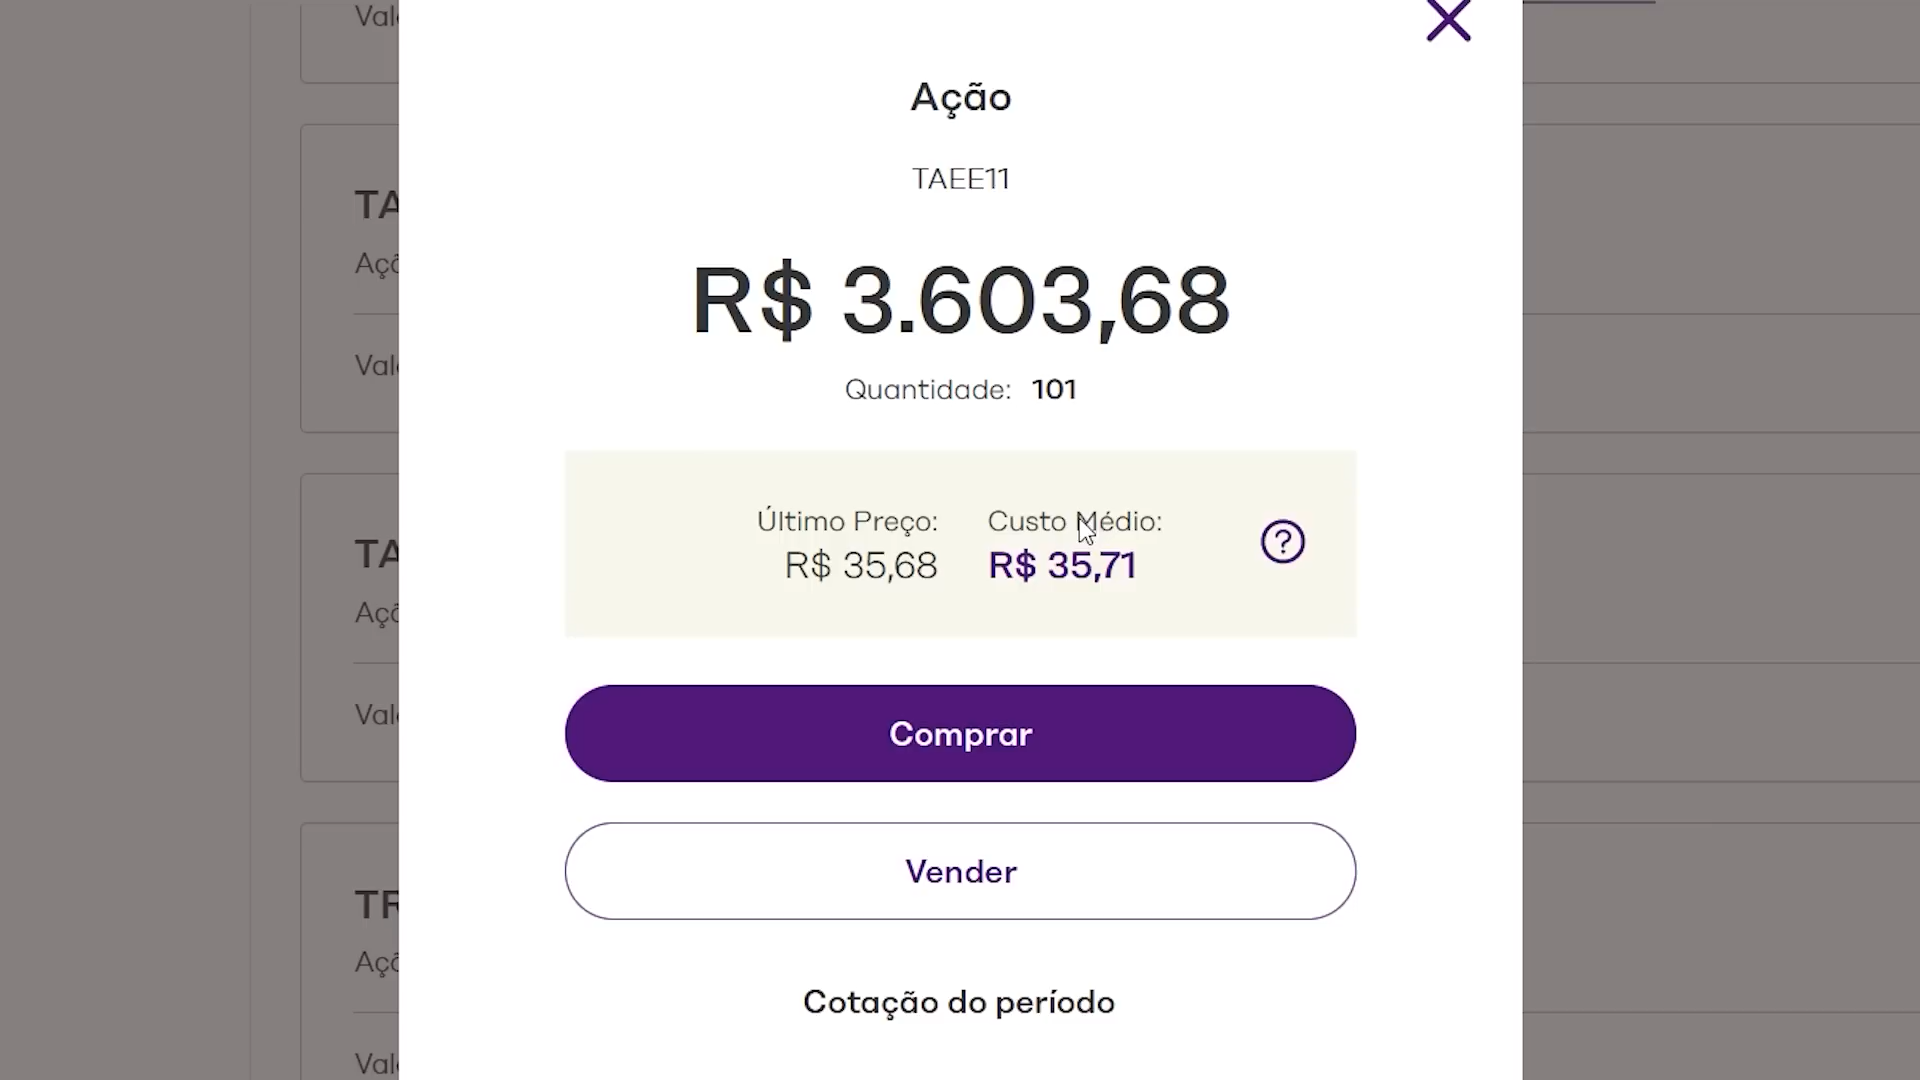 Ação
TAEE11
R$ 3.603,68
Quantidade: 101
Último Preço: Custo Médio:
R$ 35,68 R$ 35,71
?
Comprar
Vender
Cotação do período